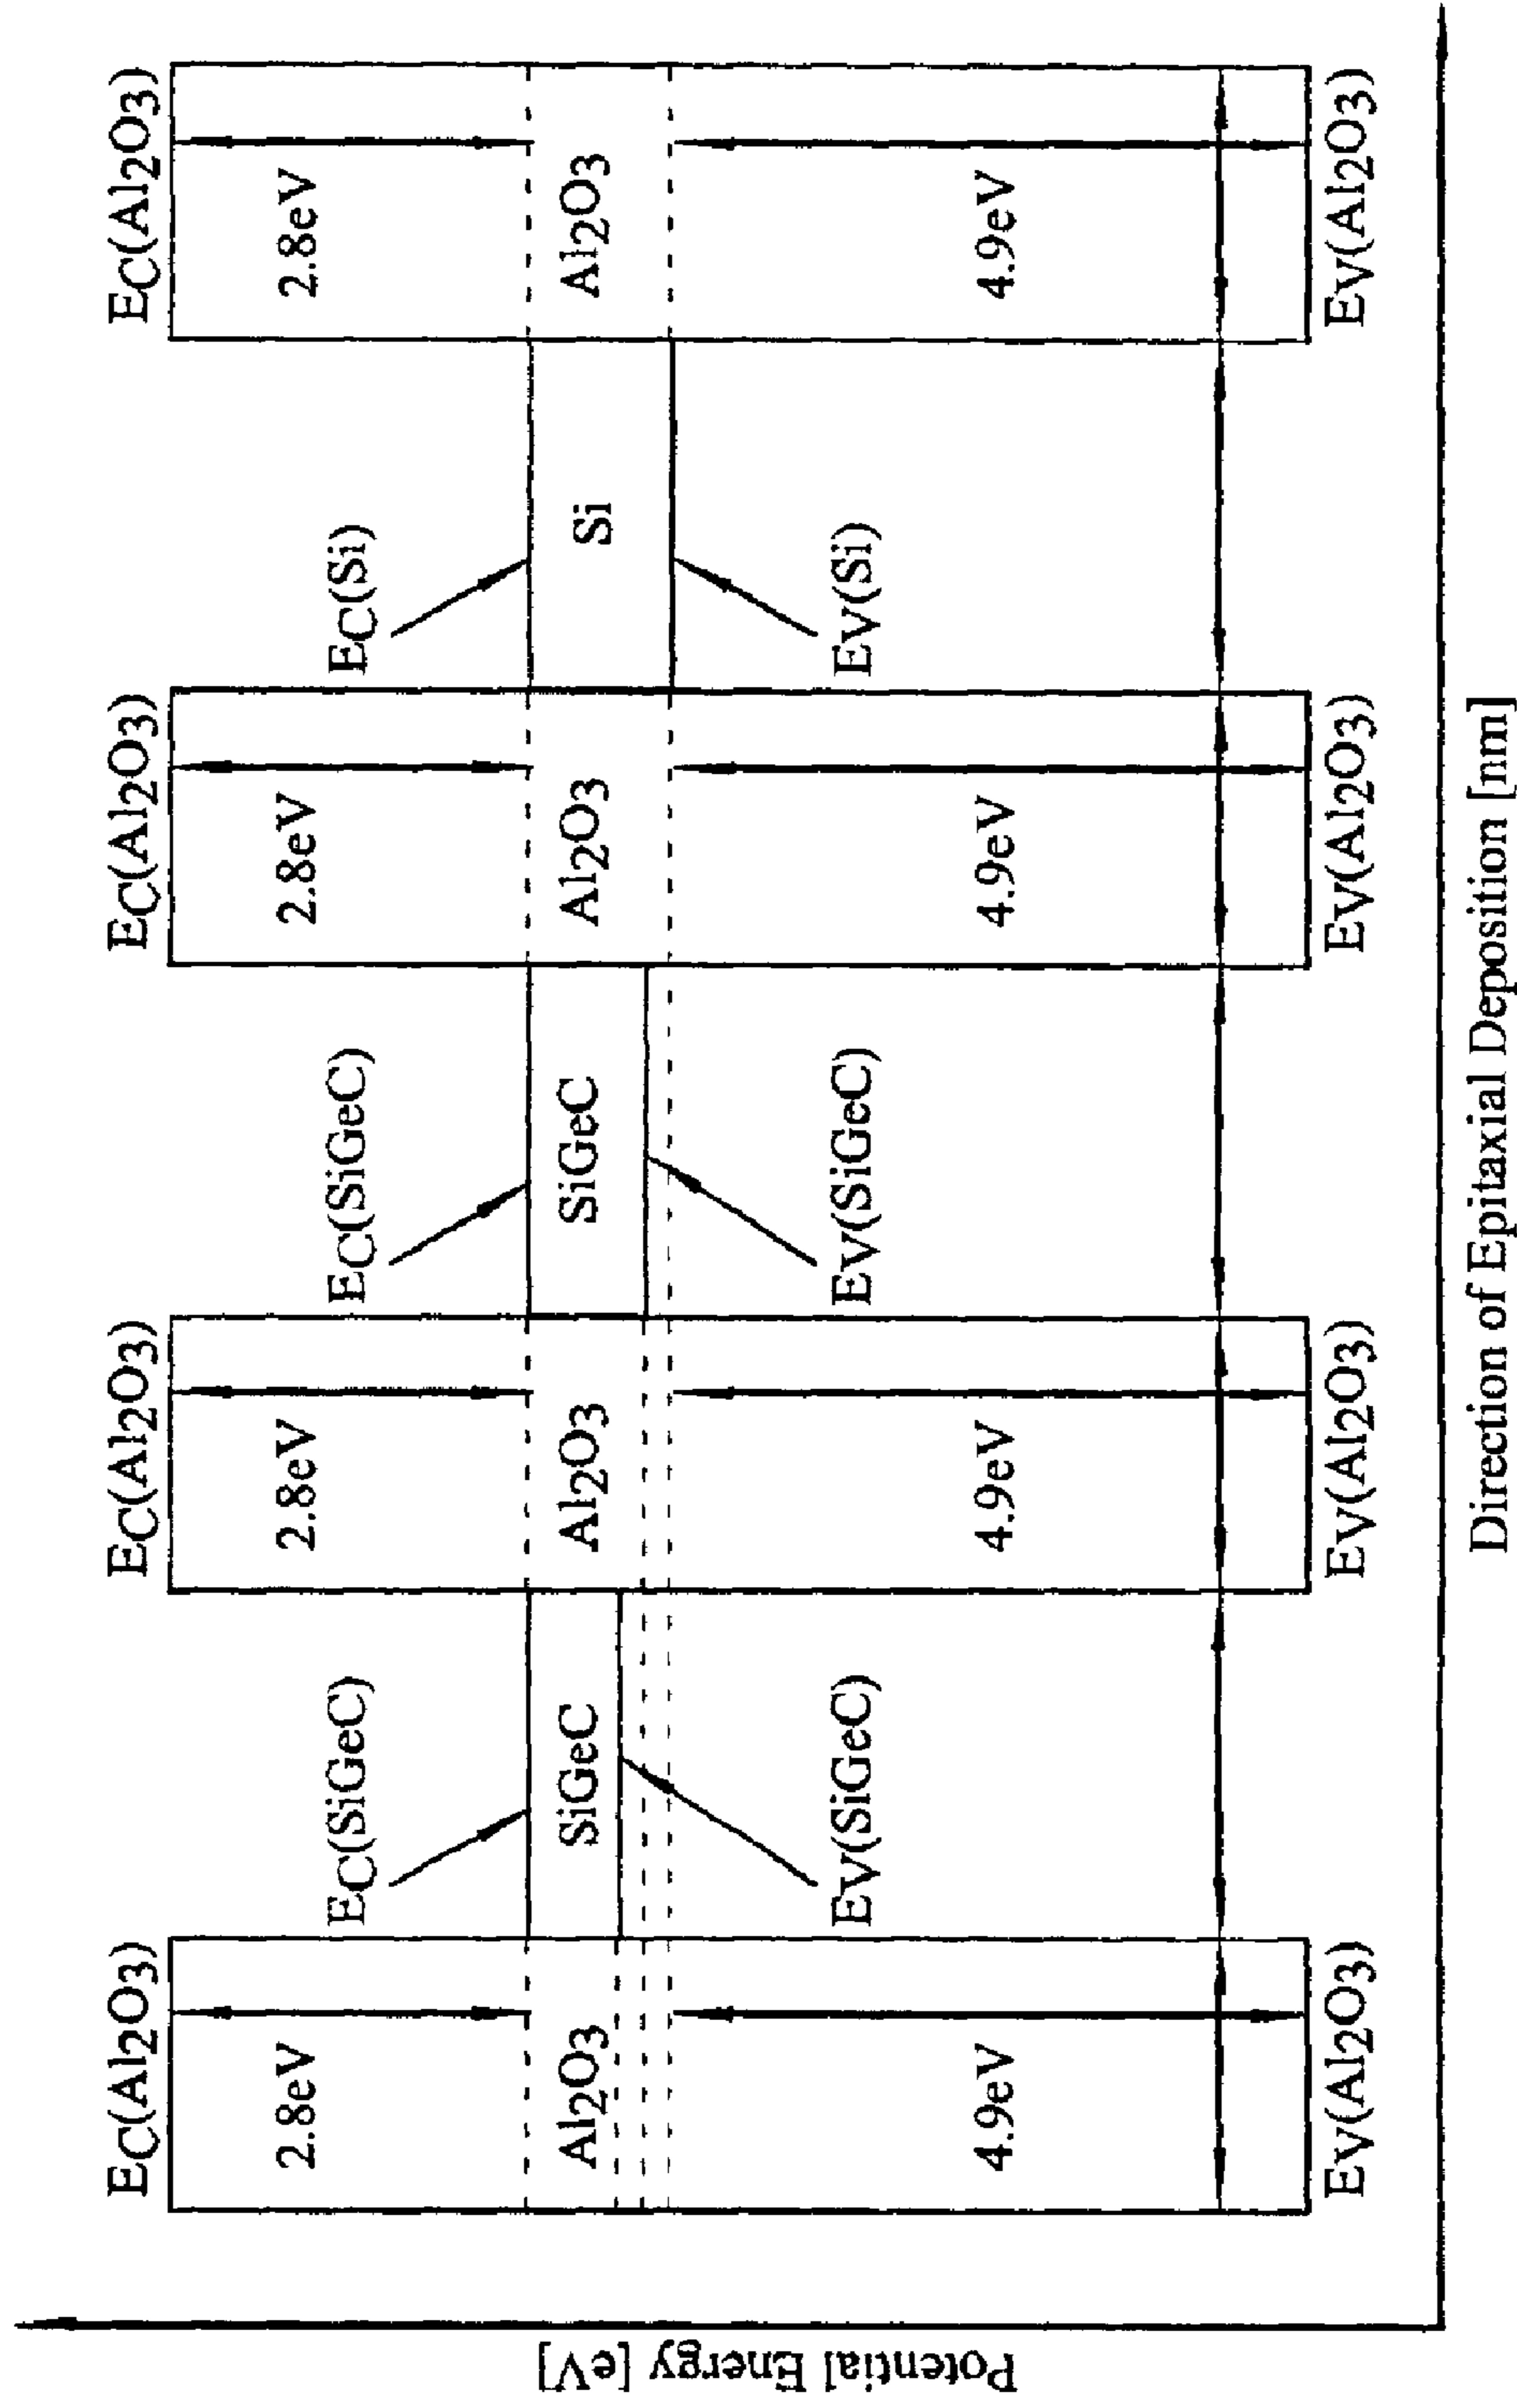 Potential Energy [eV]
EC(Al2O3)
2.8eV
Al2O3
4.9eV
EV(Al2O3)
EC(SiGeC)
SiGeC
EV(SiGeC)
EC(Al2O3)
2.8eV
Al2O3
4.9eV
EV(Al2O3)
EC(SiGeC)
SiGeC
EV(SiGeC)
EC(Al2O3)
2.8eV
Al2O3
4.9eV
EV(Al2O3)
EC(Si)
Si
EV(Si)
EC(Al2O3)
2.8eV
Al2O3
4.9eV
EV(Al2O3)
Direction of Epitaxial Deposition [nm]